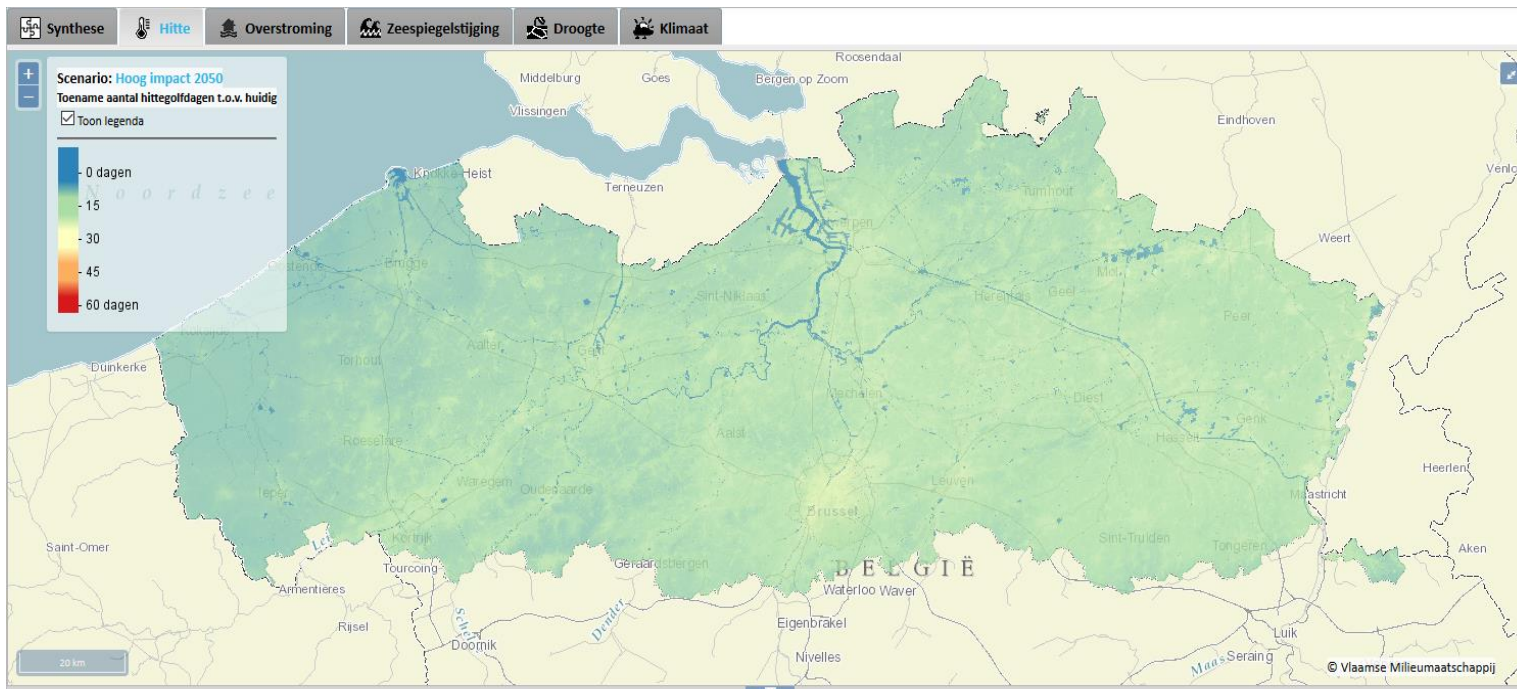 Synthese
Hitte
Overstroming
Zeespiegelstijging
Droogte
Klimaat
+
−
Scenario: Hoog impact 2050
Toename aantal hittegolfdagen t.o.v. huidig
Toon legenda
0 dagen
15
30
45
60 dagen
Noordzee
Roosendaal
Middelburg
Goes
Bergen op Zoom
Vlissingen
Eindhoven
Venlo
Knokke-Heist
Terneuzen
Turnhout
Weert
Oostende
Brugge
Mol
Sint-Niklaas
Herentals
Geel
Peer
Koksijde
Torhout
Aalter
Gent
Duinkerke
Mechelen
Diest
Genk
Roeselare
Aalst
Hasselt
Heerlen
Ieper
Waregem
Oudenaarde
Leuven
Maastricht
Brussel
Kortrijk
Sint-Truiden
Tongeren
Saint-Omer
Lei
Aken
Tourcoing
Geraardsbergen
BELGIË
Armentières
Waterloo Waver
Rijsel
Schel
Dender
Eigenbrakel
Luik
Doornik
Nivelles
Maas
Seraing
20 km
© Vlaamse Milieumaatschappij